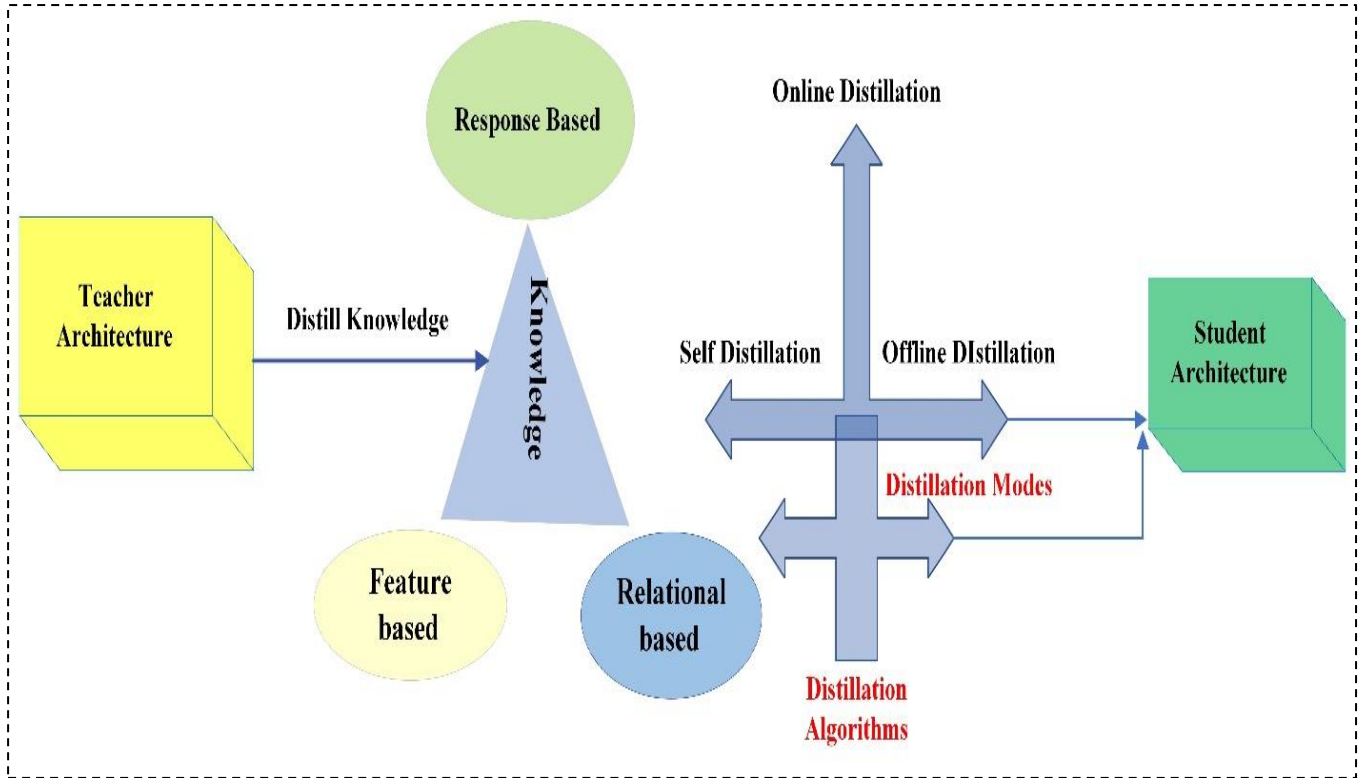 Online Distillation
Response Based
Teacher
Architecture
Distill Knowledge
Knowledge
Self Distillation
Offline DIstillation
Student
Architecture
Distillation Modes
Feature
based
Relational
based
Distillation
Algorithms